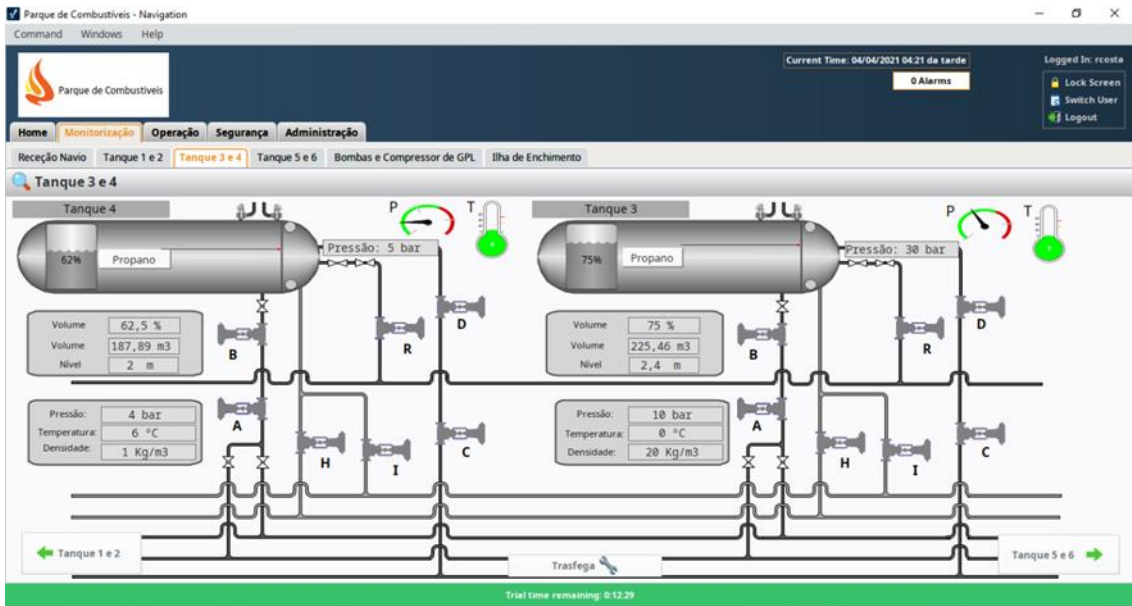 Parque de Combustíveis - Navigation
Command Windows Help
Parque de Combustíveis
Current Time: 04/04/2021 04:21 da tarde
0 Alarms
Logged In: rcosta
Lock Screen
Switch User
Logout
Home Monitorização Operação Segurança Administração
Receção Navio Tanque 1 e 2 Tanque 3 e 4 Tanque 5 e 6 Bombas e Compressor de GPL Ilha de Enchimento
Tanque 3 e 4
Tanque 4
P
T
62%
Propano
Pressão: 5 bar
Volume 62,5 %
Volume 187,89 m3
Nível 2 m
B
R
D
Pressão: 4 bar
Temperatura: 6 °C
Densidade: 1 Kg/m3
A
H
I
C
Tanque 3
P
T
75%
Propano
Pressão: 30 bar
Volume 75 %
Volume 225,46 m3
Nível 2,4 m
B
R
D
Pressão: 10 bar
Temperatura: 0 °C
Densidade: 20 Kg/m3
A
H
I
C
Tanque 1 e 2
Trasfega
Tanque 5 e 6
Trial time remaining: 0:12:29